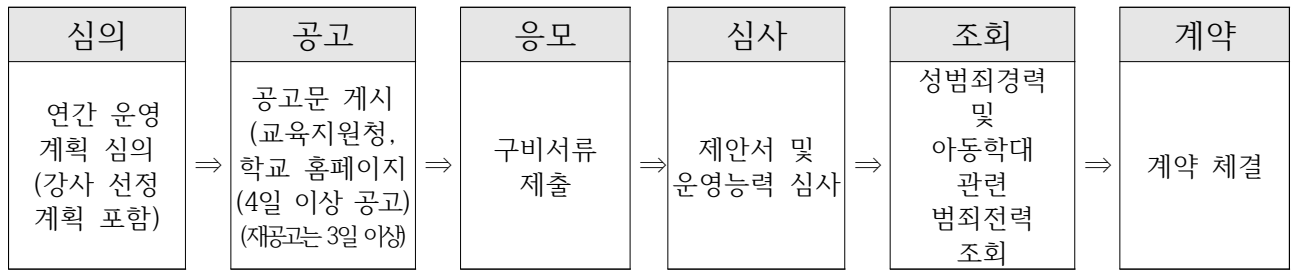 심의
연간 운영
계획 심의
(강사 선정
계획 포함)
⇒
공고
공고문 게시
(교육지원청,
학교 홈페이지
(4일 이상 공고)
(재공고는 3일 이상)
⇒
응모
구비서류
제출
⇒
심사
제안서 및
운영능력 심사
⇒
조회
성범죄경력
및
아동학대
관련
범죄전력
조회
⇒
계약
계약 체결